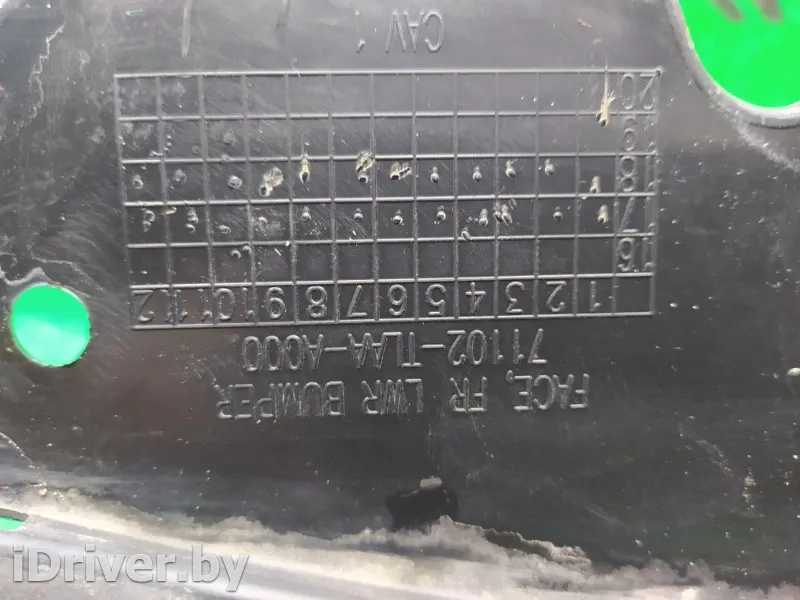 FACE, FR LWR BUMPER
71102-TLAA-A000
1 2 3 4 5 6 7 8 9 10 11 12
16
17
18
19
20
CAV 1
iDriver.by